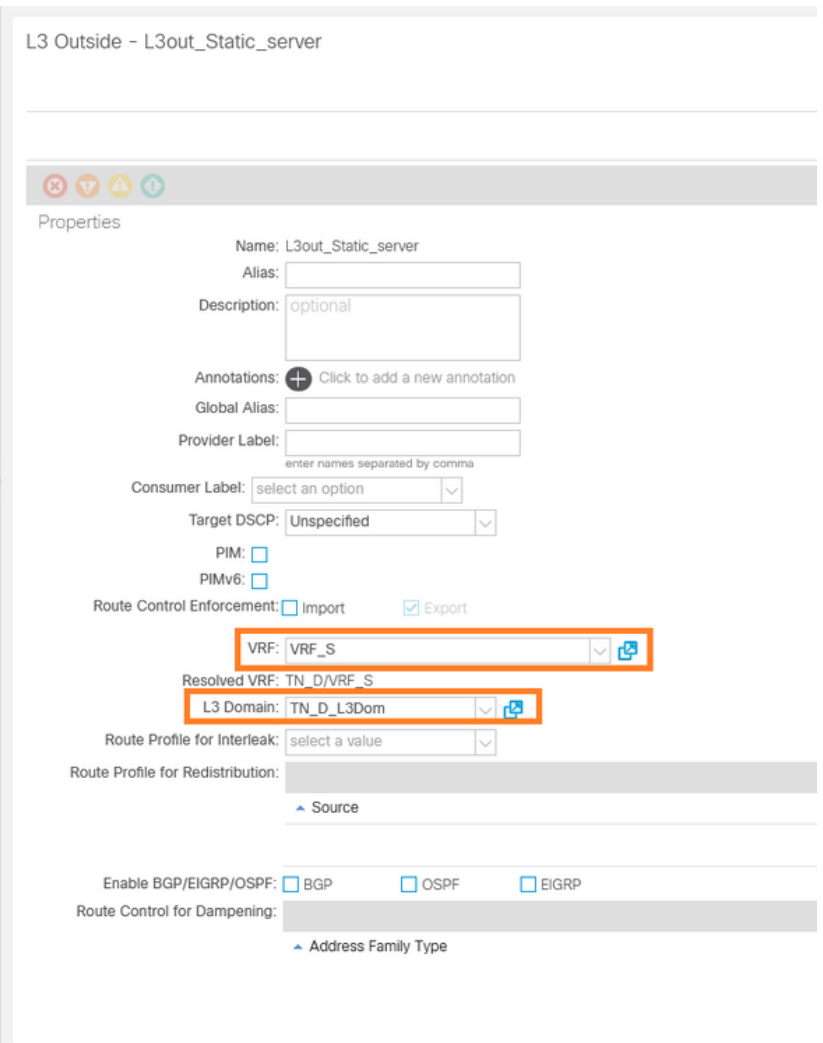 L3 Outside - L3out_Static_server
Properties
Name: L3out_Static_server
Alias:
Description: optional
Annotations: Click to add a new annotation
Global Alias:
Provider Label:
enter names separated by comma
Consumer Label: select an option
Target DSCP: Unspecified
PIM:
PIMv6:
Route Control Enforcement: Import Export
VRF: VRF_S
Resolved VRF: TN_D/VRF_S
L3 Domain: TN_D_L3Dom
Route Profile for Interleak: select a value
Route Profile for Redistribution:
Source
Enable BGP/EIGRP/OSPF: BGP OSPF EIGRP
Route Control for Dampening:
Address Family Type